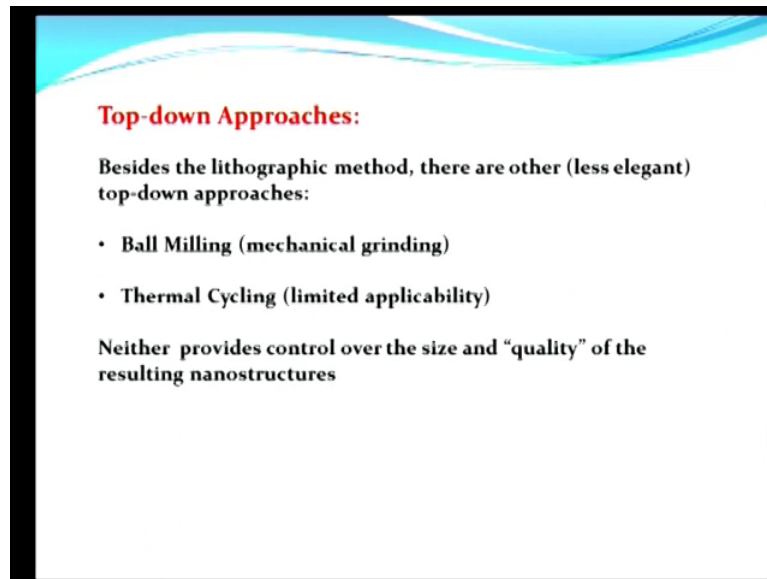 Top-down Approaches:
Besides the lithographic method, there are other (less elegant)
top-down approaches:
• Ball Milling (mechanical grinding)
• Thermal Cycling (limited applicability)
Neither provides control over the size and “quality” of the
resulting nanostructures